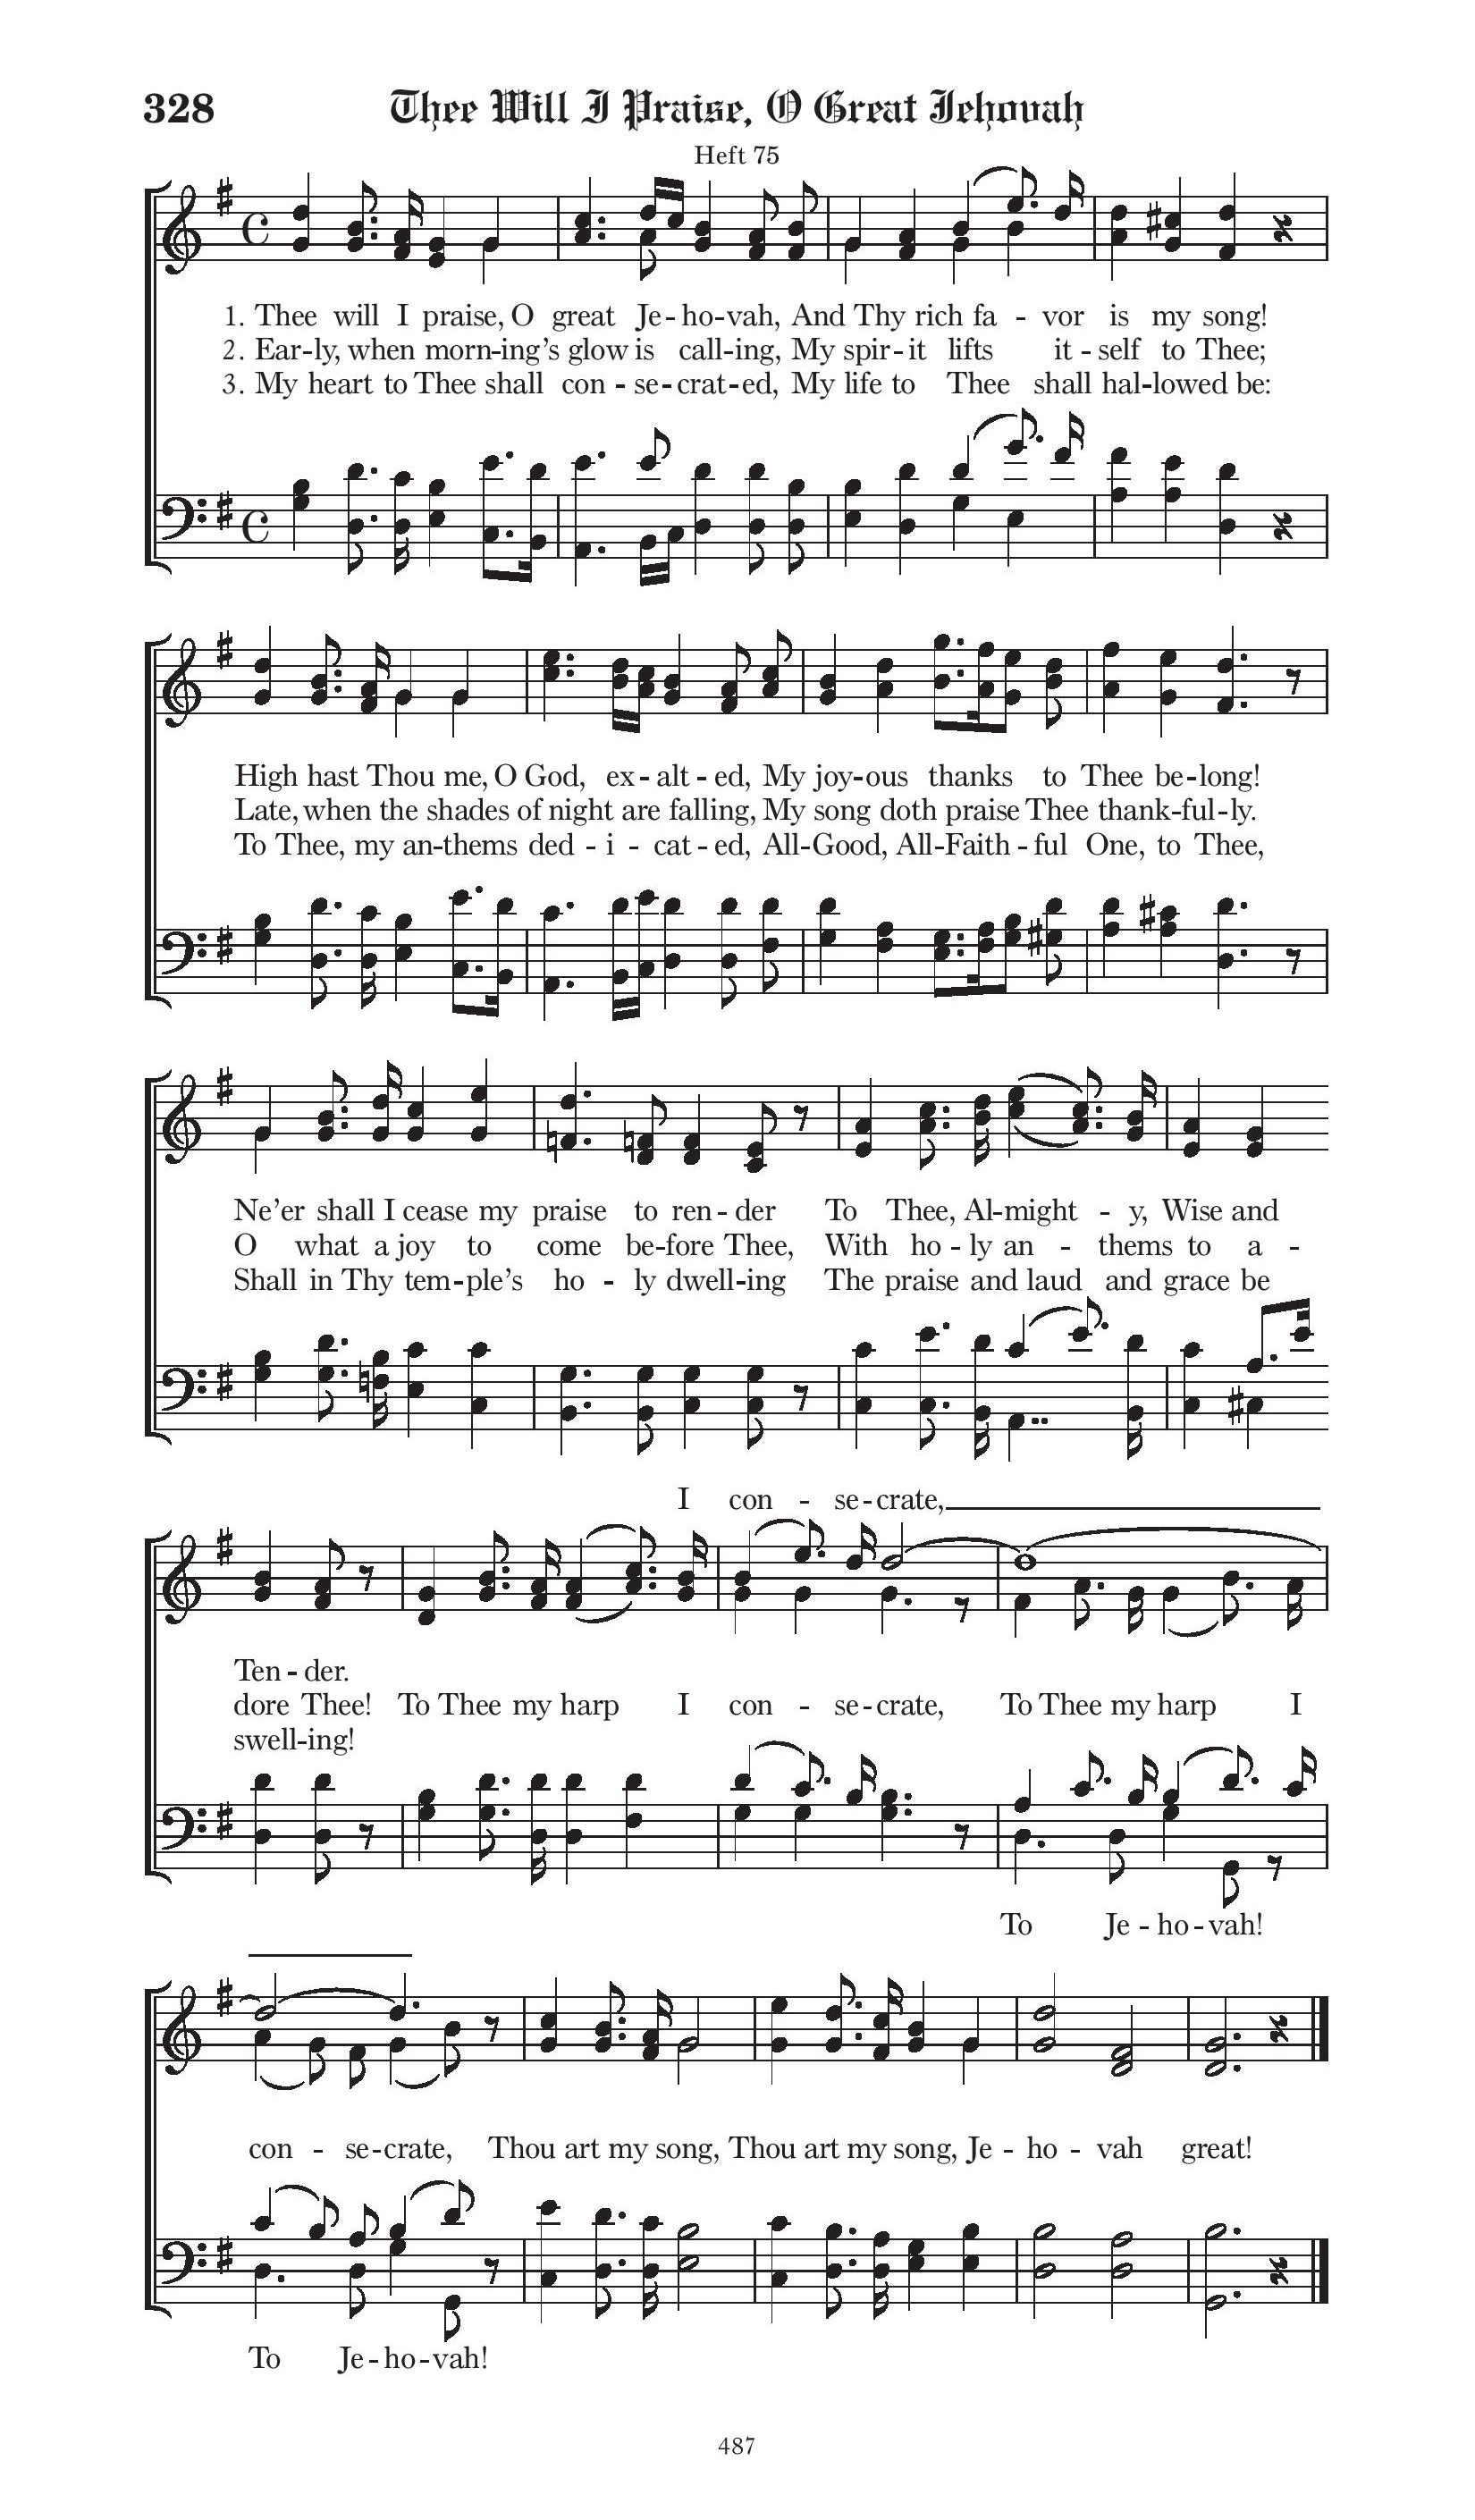 328 Thee Will I Praise, O Great Jehovah
Heft 75
1. Thee will I praise, O great Je-ho-vah, And Thy rich fa - vor is my song!
2. Ear-ly, when morn-ing’s glow is call-ing, My spir-it lifts it-self to Thee;
3. My heart to Thee shall con - se-crat-ed, My life to Thee shall hal-lowed be:
High hast Thou me, O God, ex-alt-ed, My joy-ous thanks to Thee be-long!
Late, when the shades of night are falling, My song doth praise Thee thank-ful-ly.
To Thee, my an-thems ded - i - cat-ed, All-Good, All-Faith-ful One, to Thee,
Ne’er shall I cease my praise to ren-der To Thee, Al-might - y, Wise and
O what a joy to come be-fore Thee, With ho-ly an - thems to a -
Shall in Thy tem-ple’s ho - ly dwell-ing The praise and laud and grace be
I con - se-crate,
Ten-der.
dore Thee! To Thee my harp I con - se-crate, To Thee my harp I
swell-ing!
To Je-ho-vah!
con - se-crate, Thou art my song, Thou art my song, Je - ho - vah great!
To Je-ho-vah!
487